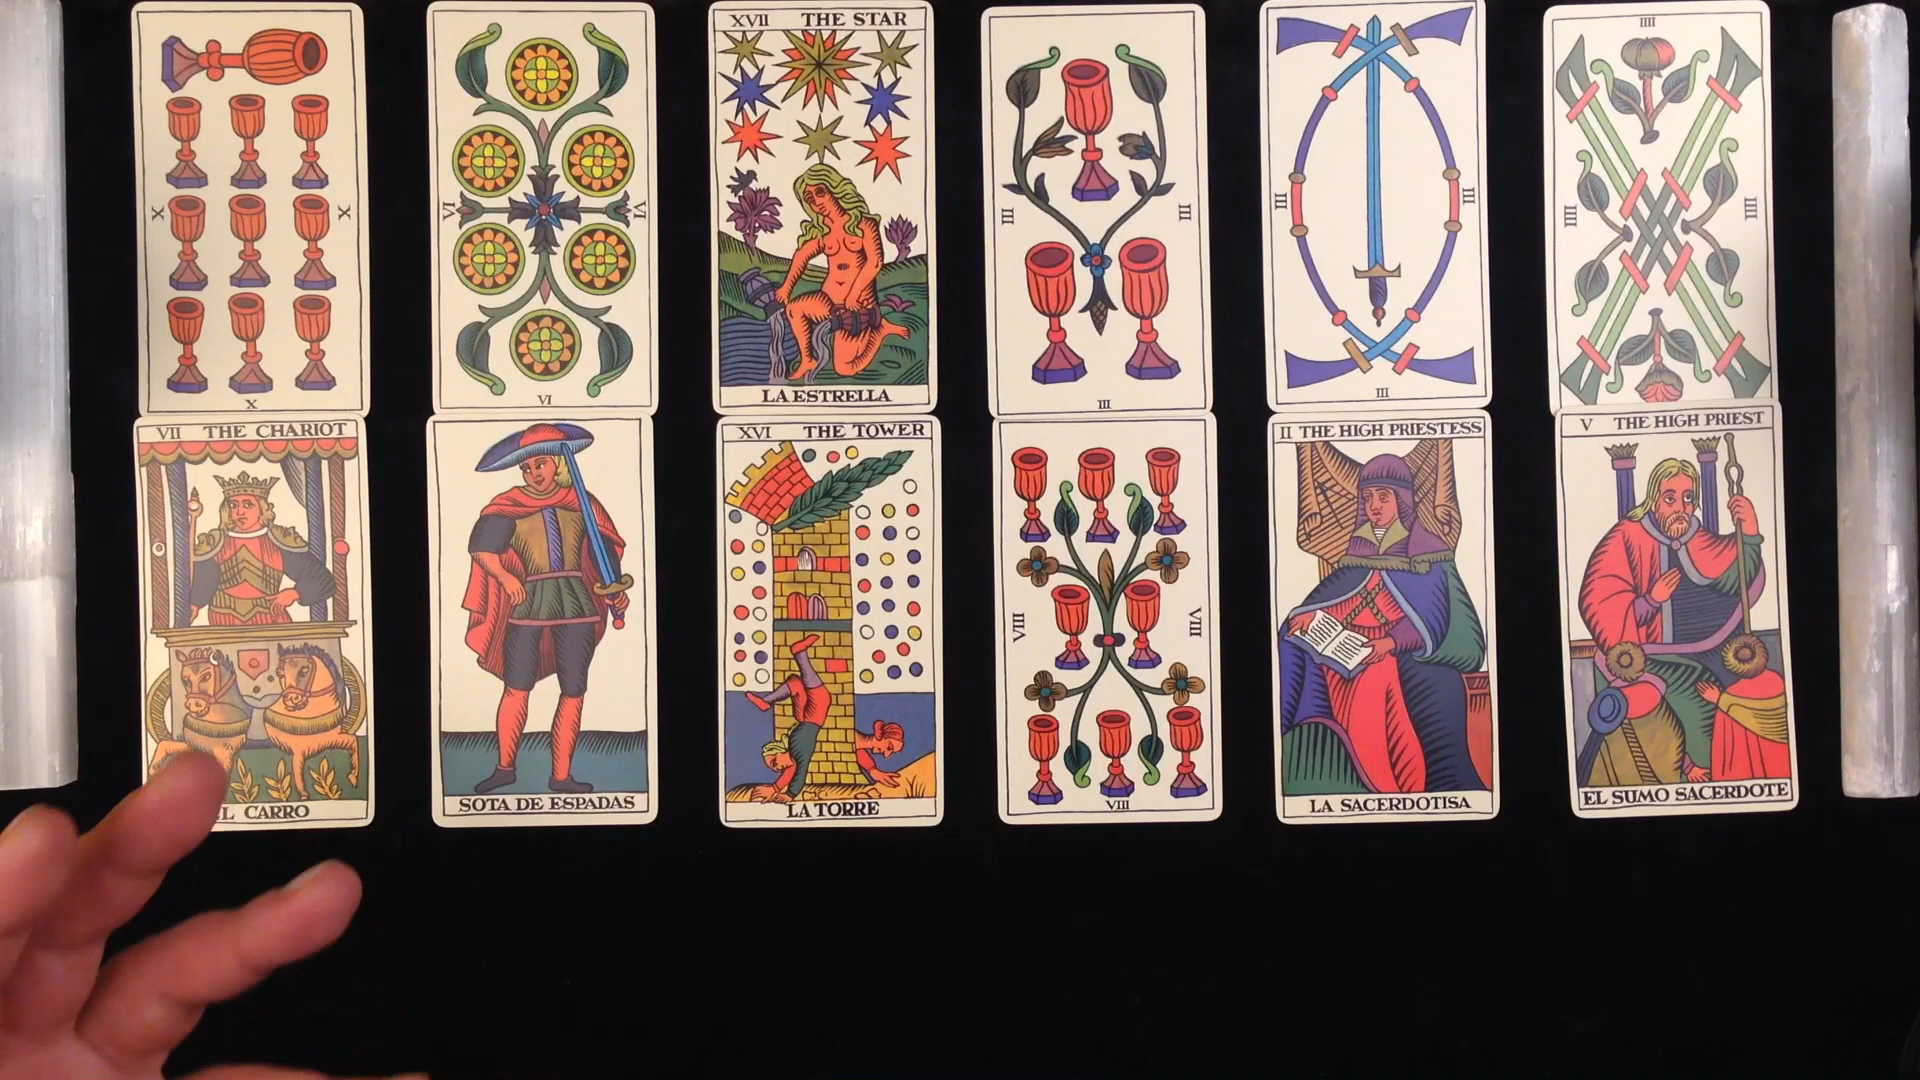 X X
X
VI VI
VI
XVII THE STAR
LA ESTRELLA
III III
III
III III
III
IIII
IIII IIII
VII THE CHARIOT
EL CARRO
SOTA DE ESPADAS
XVI THE TOWER
LA TORRE
VIII VIII
VIII
II THE HIGH PRIESTESS
LA SACERDOTISA
V THE HIGH PRIEST
EL SUMO SACERDOTE